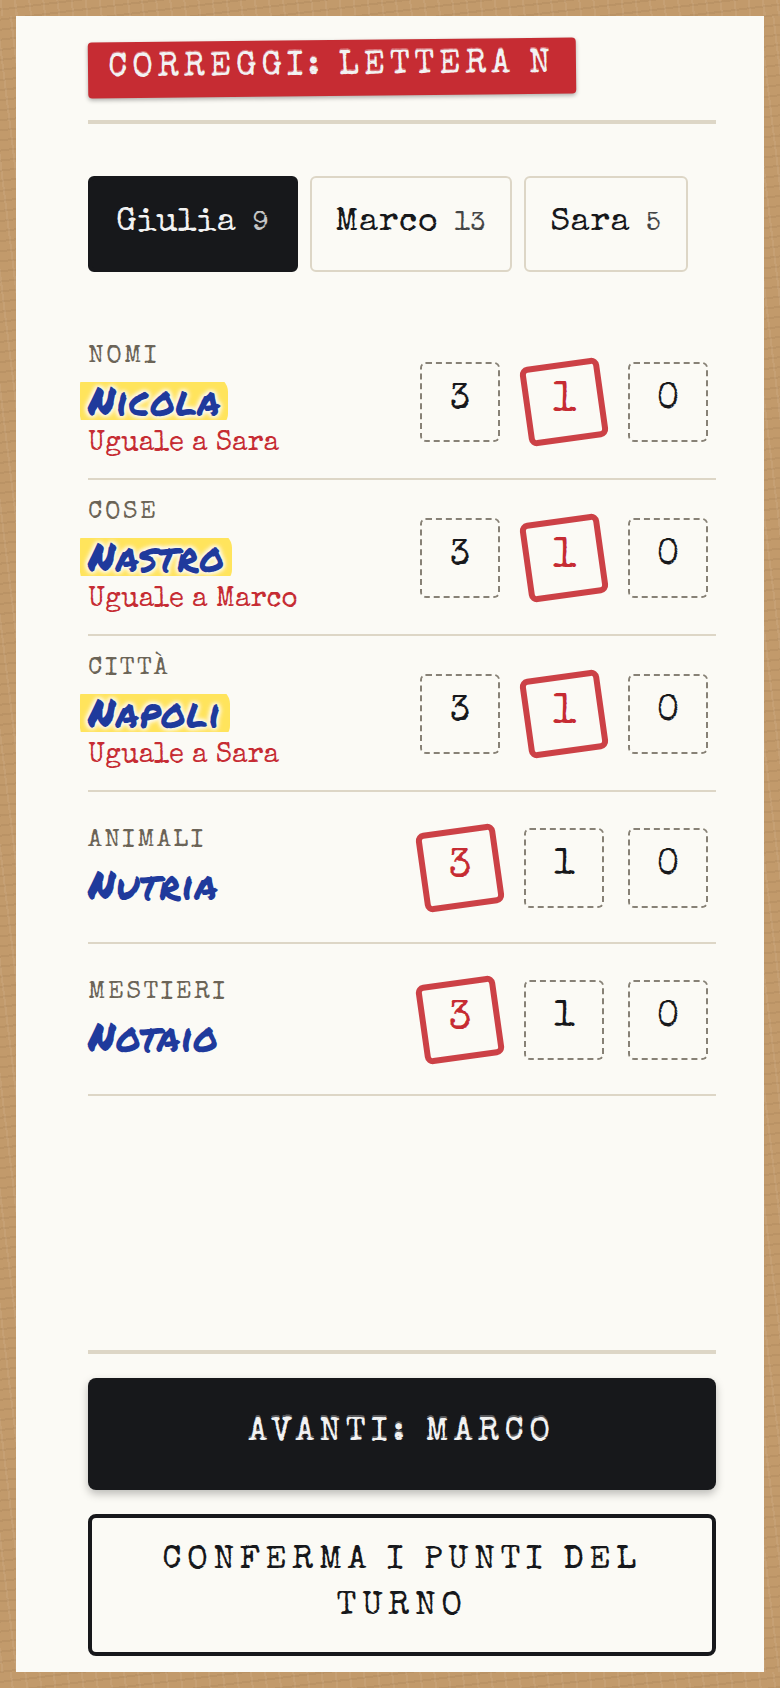 CORREGGI: LETTERA N
Giulia 9 Marco 13 Sara 5
NOMI
NICOLA 3 1 0
Uguale a Sara
COSE
NASTRO 3 1 0
Uguale a Marco
CITTÀ
NAPOLI 3 1 0
Uguale a Sara
ANIMALI
NUTRIA 3 1 0
MESTIERI
NOTAIO 3 1 0
AVANTI: MARCO
CONFERMA I PUNTI DEL
TURNO